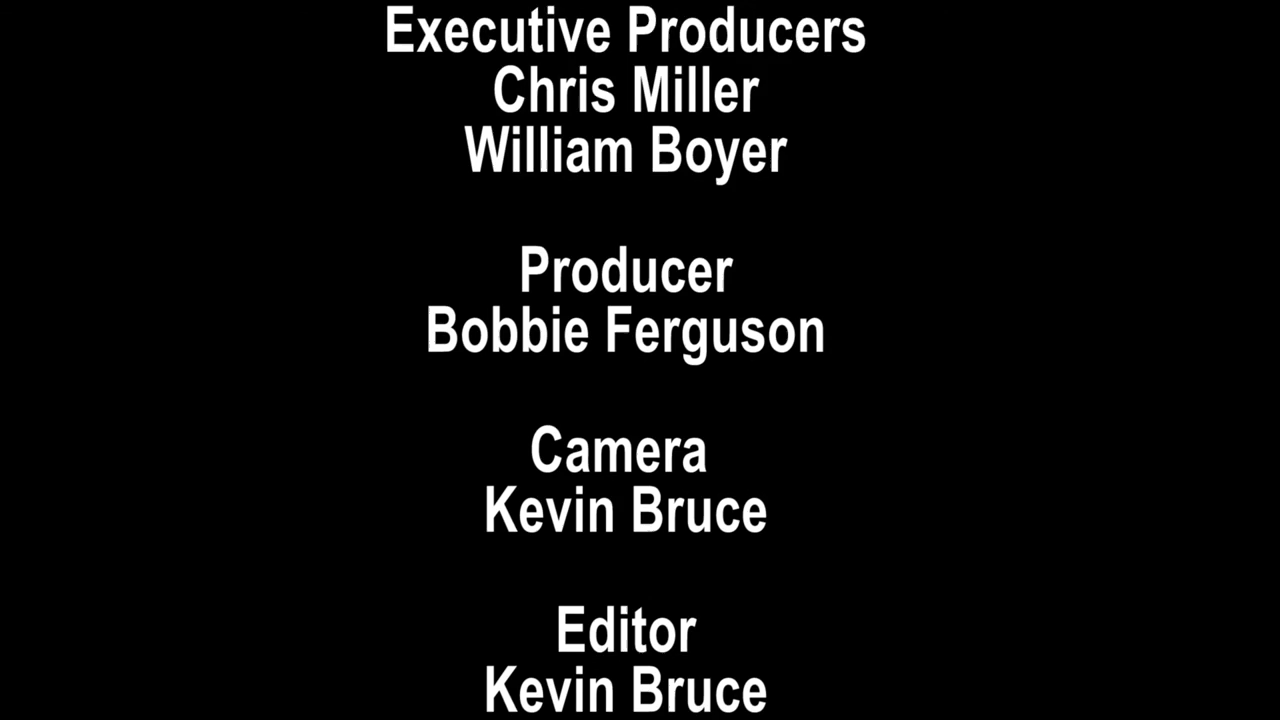 Executive Producers
Chris Miller
William Boyer
Producer
Bobbie Ferguson
Camera
Kevin Bruce
Editor
Kevin Bruce